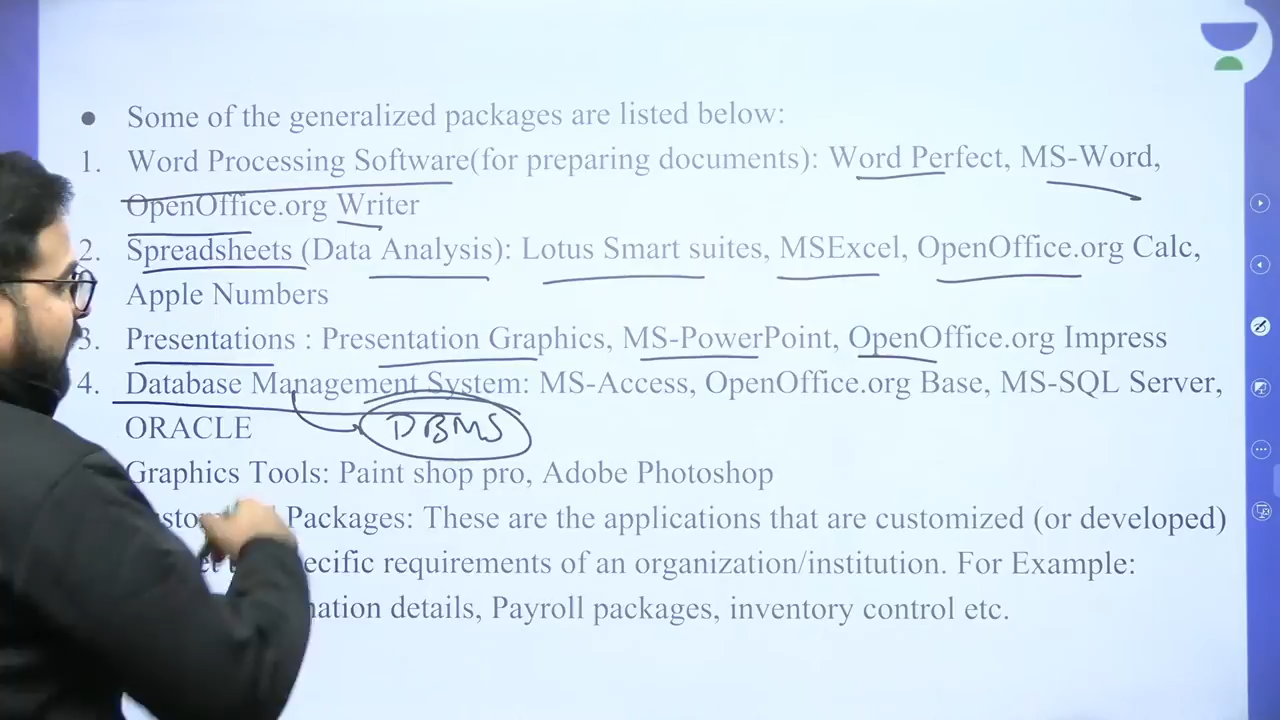 ● Some of the generalized packages are listed below:
1. Word Processing Software(for preparing documents): Word Perfect, MS-Word,
OpenOffice.org Writer
2. Spreadsheets (Data Analysis): Lotus Smart suites, MSExcel, OpenOffice.org Calc,
Apple Numbers
3. Presentations : Presentation Graphics, MS-PowerPoint, OpenOffice.org Impress
4. Database Management System: MS-Access, OpenOffice.org Base, MS-SQL Server,
ORACLE
DBMS
Graphics Tools: Paint shop pro, Adobe Photoshop
Packages: These are the applications that are customized (or developed)
requirements of an organization/institution. For Example:
details, Payroll packages, inventory control etc.